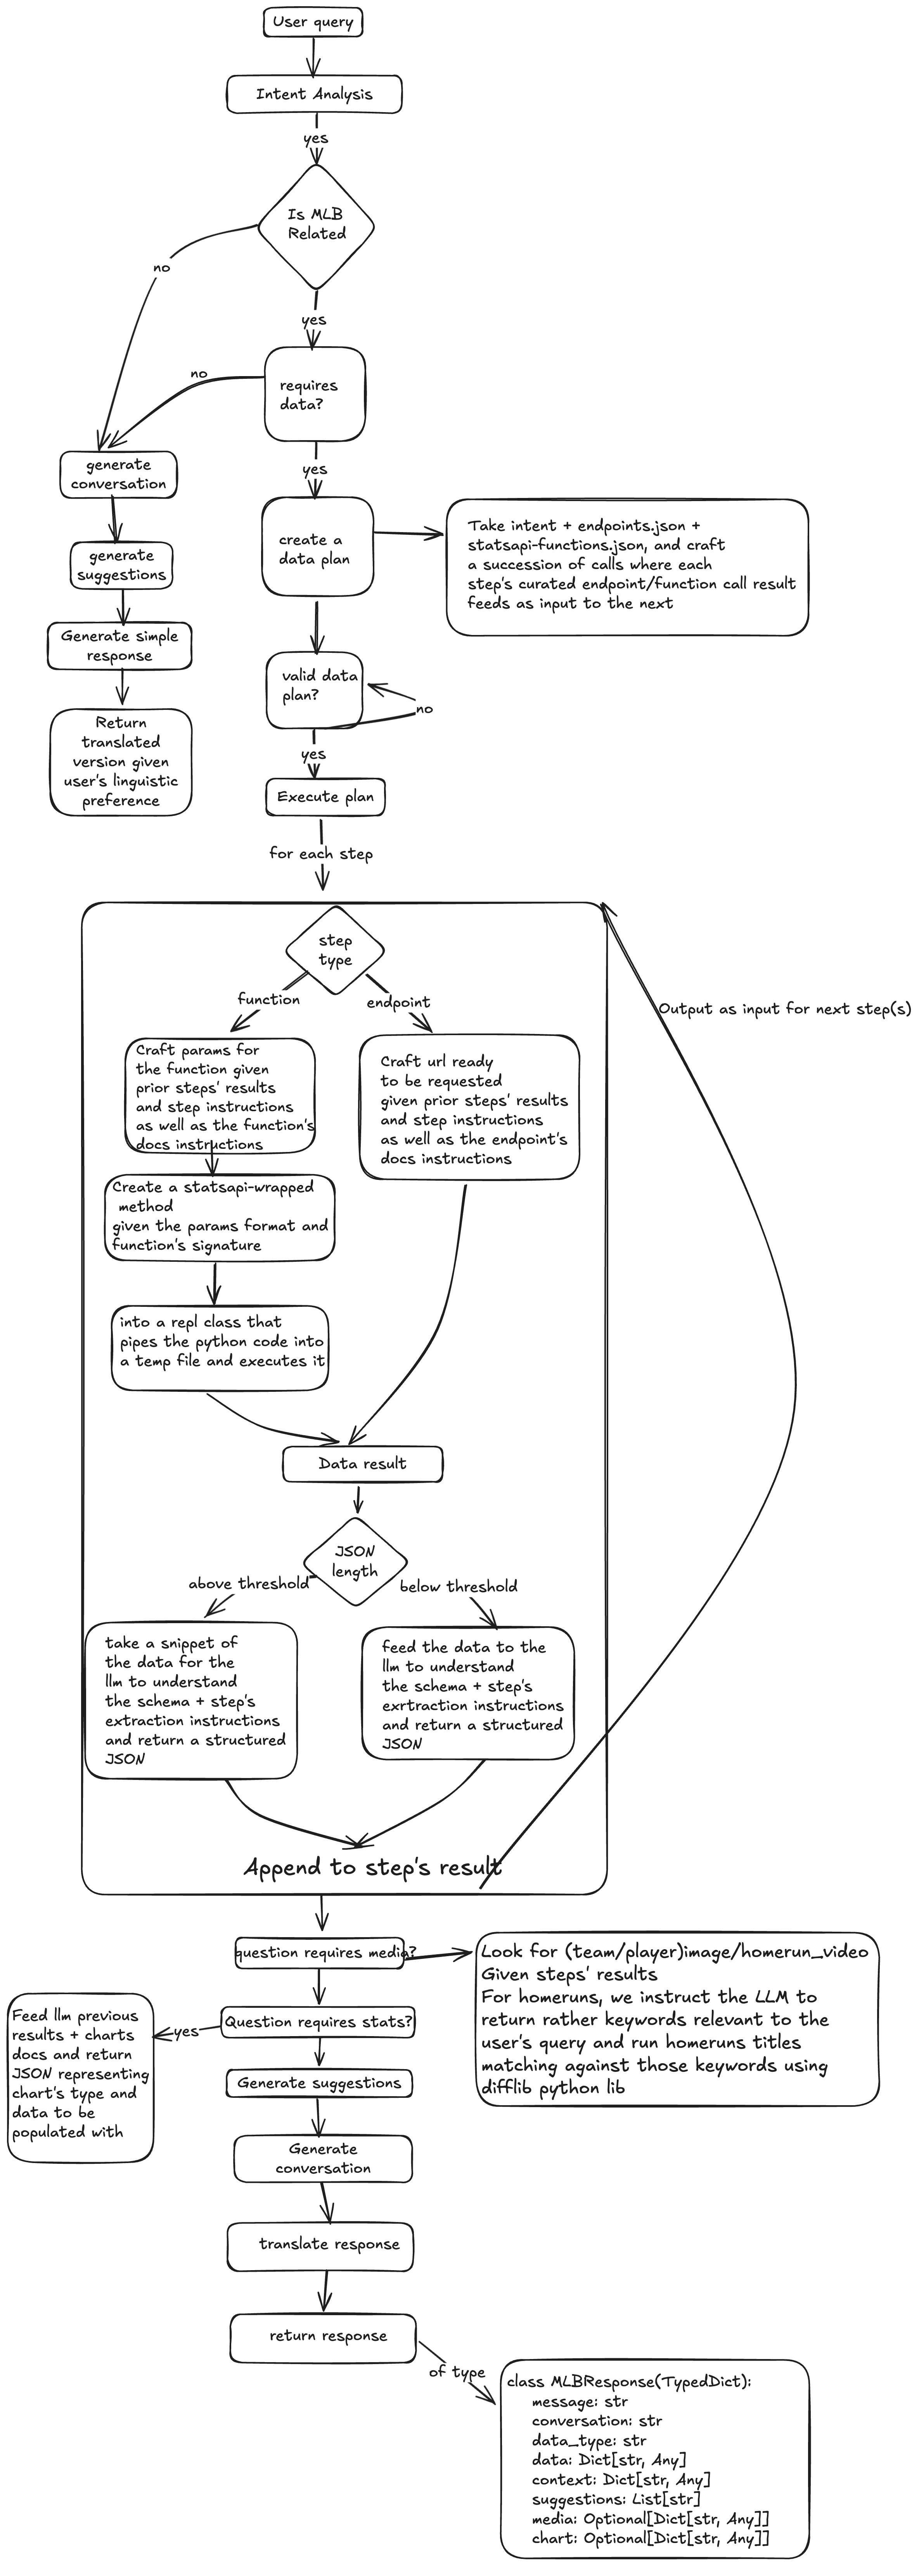 User query
Intent Analysis
yes
Is MLB
Related
no
yes
requires
data?
no
yes
generate
conversation
generate
suggestions
Generate simple
response
Return
translated
version given
user's linguistic
preference
create a
data plan
Take intent + endpoints.json +
statsapi-functions.json, and craft
a succession of calls where each
step's curated endpoint/function call result
feeds as input to the next
valid data
plan?
no
yes
Execute plan
for each step
step
type
function
endpoint
Output as input for next step(s)
Craft params for
the function given
prior steps' results
and step instructions
as well as the function's
docs instructions
Craft url ready
to be requested
given prior steps' results
and step instructions
as well as the endpoint's
docs instructions
Create a statsapi-wrapped
method
given the params format and
function's signature
into a repl class that
pipes the python code into
a temp file and executes it
Data result
JSON
length
above threshold
below threshold
take a snippet of
the data for the
llm to understand
the schema + step's
extraction instructions
and return a structured
JSON
feed the data to the
llm to understand
the schema + step's
exrtraction instructions
and return a structured
JSON
Append to step's result
question requires media?
Look for (team/player)image/homerun_video
Given steps' results
For homeruns, we instruct the LLM to
return rather keywords relevant to the
user's query and run homeruns titles
matching against those keywords using
difflib python lib
Question requires stats?
yes
Feed llm previous
results + charts
docs and return
JSON representing
chart's type and
data to be
populated with
Generate suggestions
Generate
conversation
translate response
return response
of type
class MLBResponse(TypedDict):
message: str
conversation: str
data_type: str
data: Dict[str, Any]
context: Dict[str, Any]
suggestions: List[str]
media: Optional[Dict[str, Any]]
chart: Optional[Dict[str, Any]]